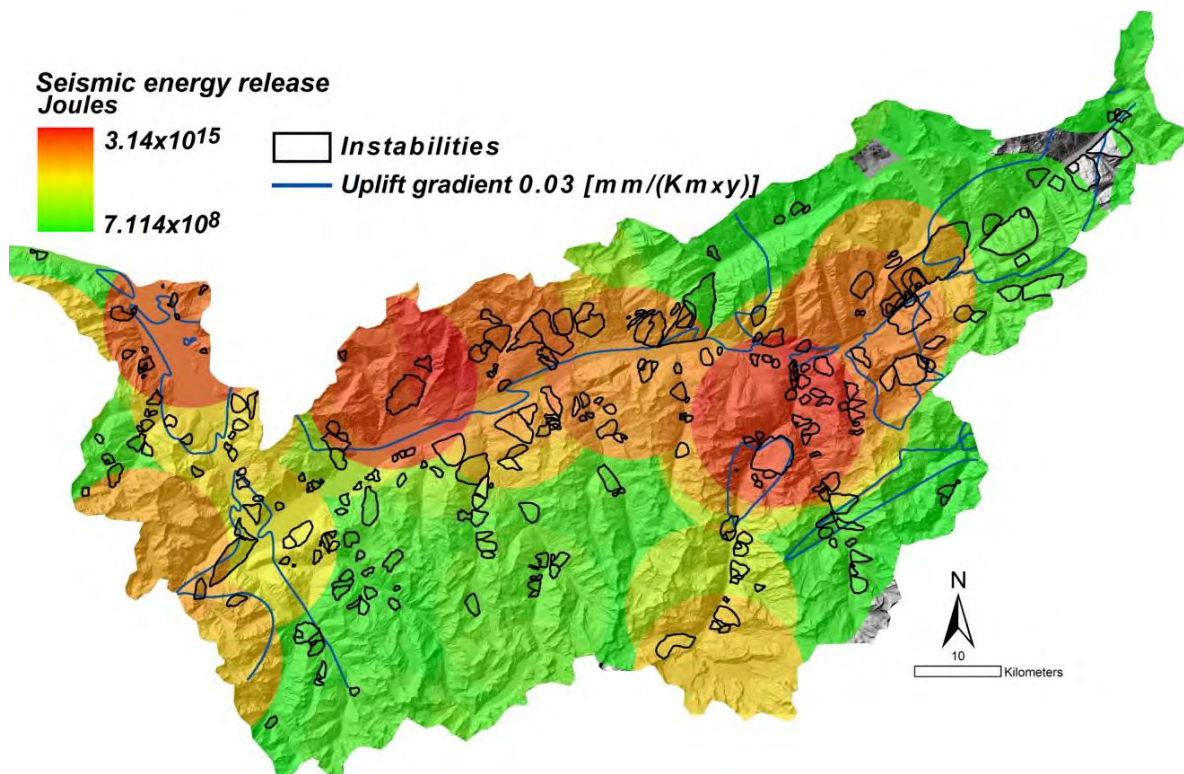 Seismic energy release
Joules
3.14x10¹⁵
7.114x10⁸
Instabilities
Uplift gradient 0.03 [mm/(Kmxy)]
N
10
Kilometers